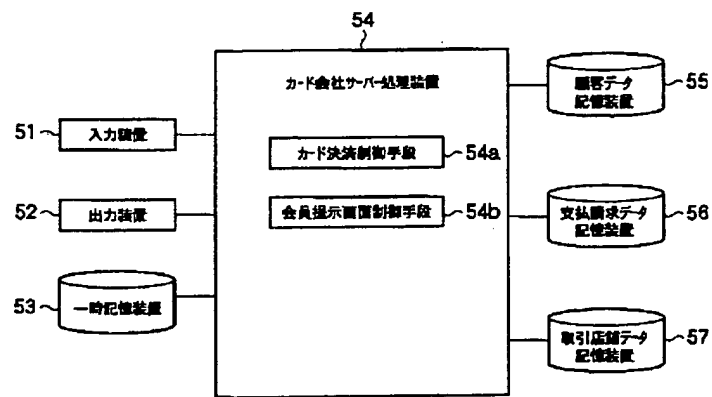 54
カード会社サーバー処理装置
51
入力装置
52
出力装置
53
一時記憶装置
カード決済制御手段
54a
会員提示画面制御手段
54b
顧客データ
記憶装置
55
支払請求データ
記憶装置
56
取引店舗データ
記憶装置
57